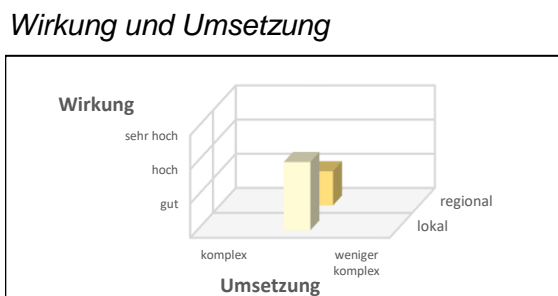 Wirkung und Umsetzung
Wirkung
sehr hoch
hoch
gut
regional
lokal
komplex
weniger
komplex
Umsetzung